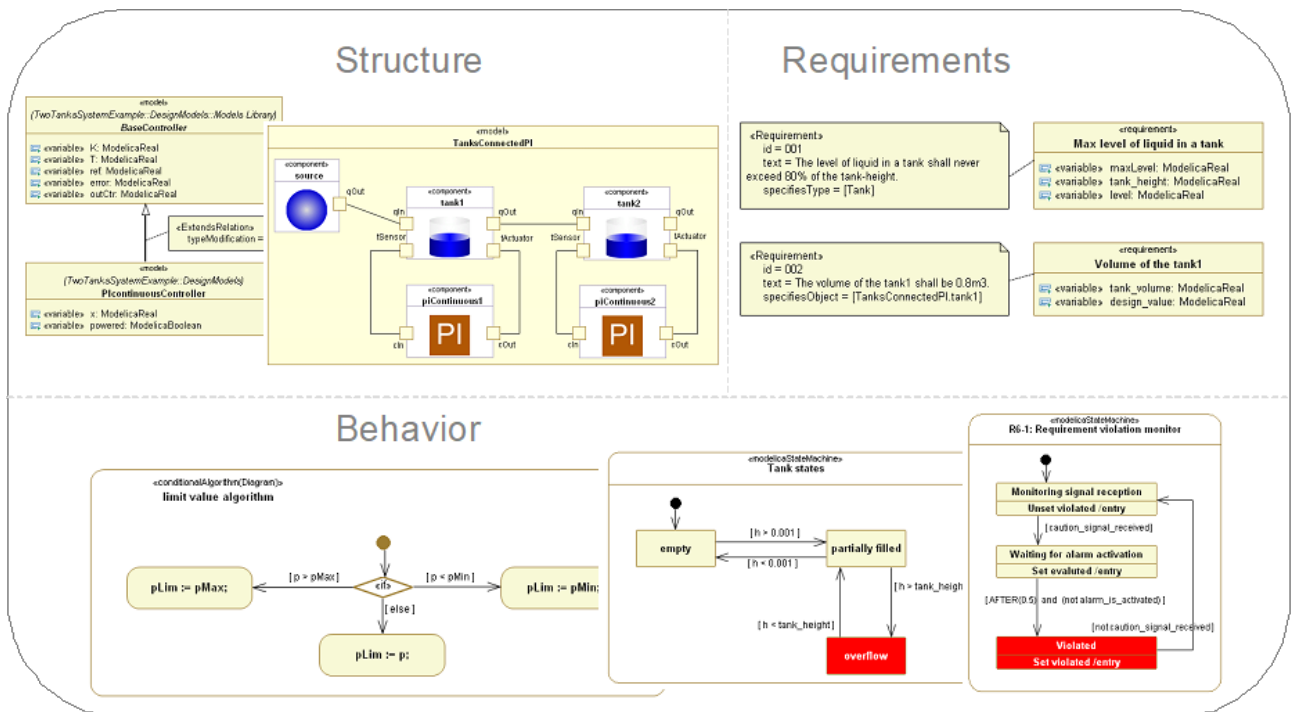 Structure
Requirements
«model»
(TwoTanksSystemExample::DesignModels::Models Library)
BaseController
«variable» K: ModelicaReal
«variable» T: ModelicaReal
«variable» ref: ModelicaReal
«variable» error: ModelicaReal
«variable» outCtr: ModelicaReal
«ExtendsRelation»
typeModification =
«model»
(TwoTanksSystemExample::DesignModels)
PIcontinuousController
«variable» x: ModelicaReal
«variable» powered: ModelicaBoolean
«model»
TanksConnectedPI
«component»
source
qOut
«component»
tank1
qIn
qOut
tSensor
tActuator
«component»
tank2
qIn
qOut
tSensor
tActuator
«component»
piContinuous1
PI
cIn
cOut
«component»
piContinuous2
PI
cIn
cOut
«Requirement»
id = 001
text = The level of liquid in a tank shall never
exceed 80% of the tank-height.
specifiesType = [Tank]
«requirement»
Max level of liquid in a tank
«variable» maxLevel: ModelicaReal
«variable» tank_height: ModelicaReal
«variable» level: ModelicaReal
«Requirement»
id = 002
text = The volume of the tank1 shall be 0.8m3.
specifiesObject = [TanksConnectedPI.tank1]
«requirement»
Volume of the tank1
«variable» tank_volume: ModelicaReal
«variable» design_value: ModelicaReal
Behavior
«conditionalAlgorithm(Diagram)»
limit value algorithm
[ p > pMax]
«if»
[ p < pMin]
pLim := pMax;
pLim := pMin;
[ else]
pLim := p;
«modelicaStateMachine»
Tank states
empty
[ h > 0.001 ]
[ h < 0.001 ]
partially filled
[ h > tank_height
[ h < tank_height]
overflow
«modelicaStateMachine»
R6-1: Requirement violation monitor
Monitoring signal reception
Unset violated /entry
[caution_signal_received]
Waiting for alarm activation
Set evaluted /entry
[AFTER(0.5) and (not alarm_is_activated) ]
[not caution_signal_received]
Violated
Set violated /entry